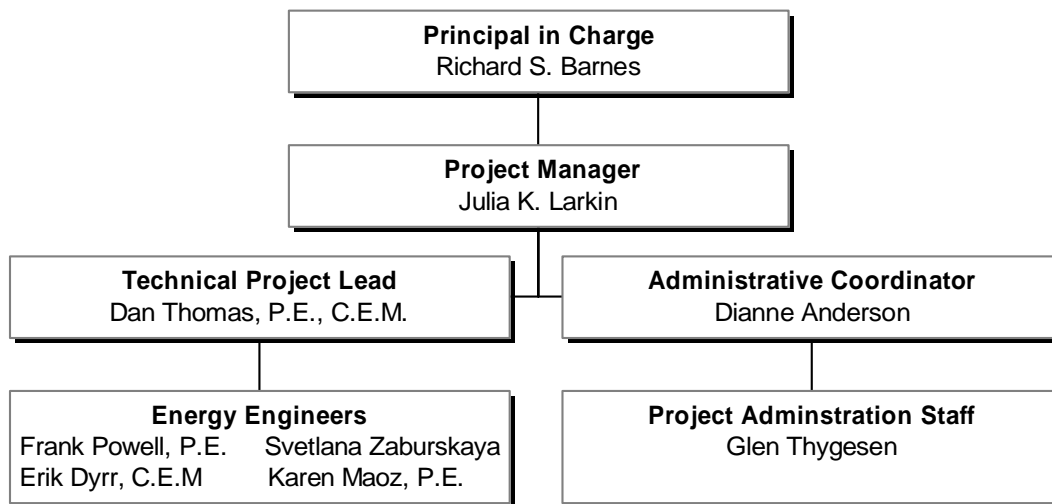 Principal in Charge
Richard S. Barnes
Project Manager
Julia K. Larkin
Technical Project Lead
Dan Thomas, P.E., C.E.M.
Administrative Coordinator
Dianne Anderson
Energy Engineers
Frank Powell, P.E. Svetlana Zaburskaya
Erik Dyrr, C.E.M Karen Maoz, P.E.
Project Adminstration Staff
Glen Thygesen